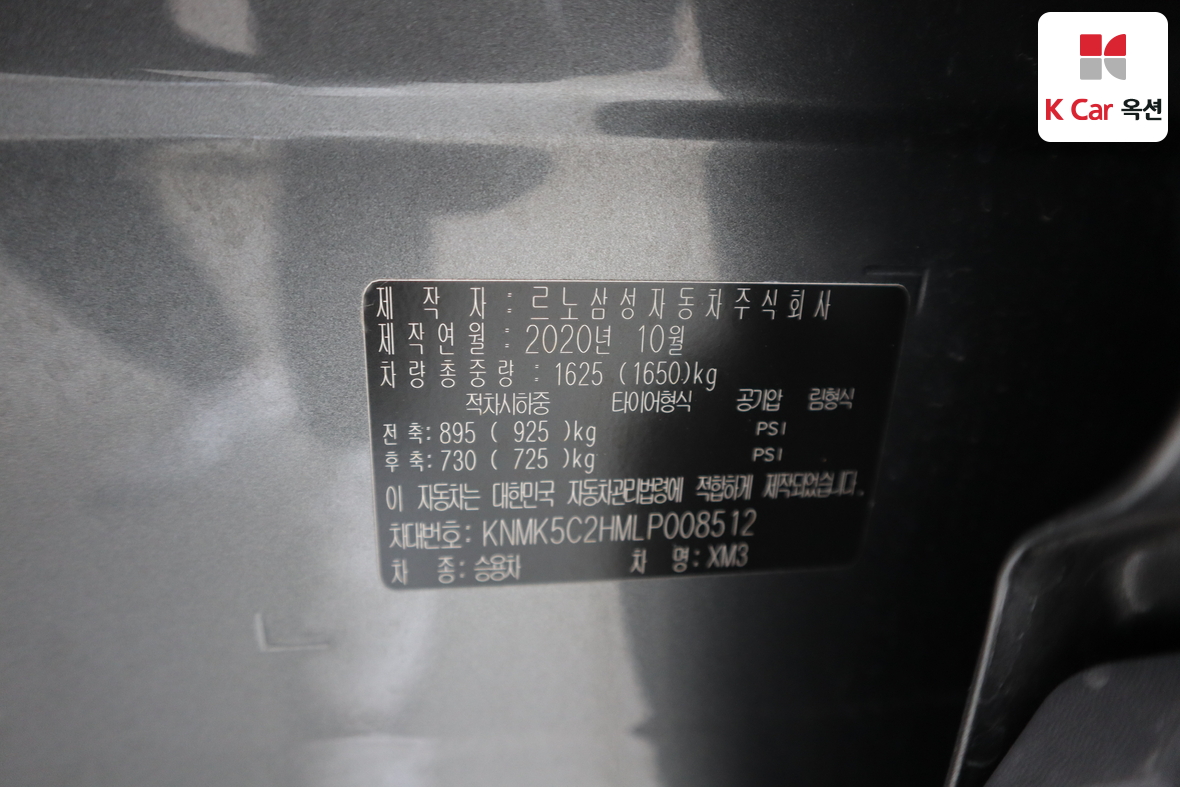 K Car 옥션
제 작 자 : 르노삼성자동차주식회사
제작연월 : 2020년 10월
차량총중량 : 1625 (1650)kg
적차시하중 타이어형식 공기압 림형식
전 축: 895 ( 925 )kg PSI
후 축: 730 ( 725 )kg PSI
이 자동차는 대한민국 자동차관리법령에 적합하게 제작되었습니다.
차대번호: KNMK5C2HMLP008512
차 종: 승용차 차 명: XM3